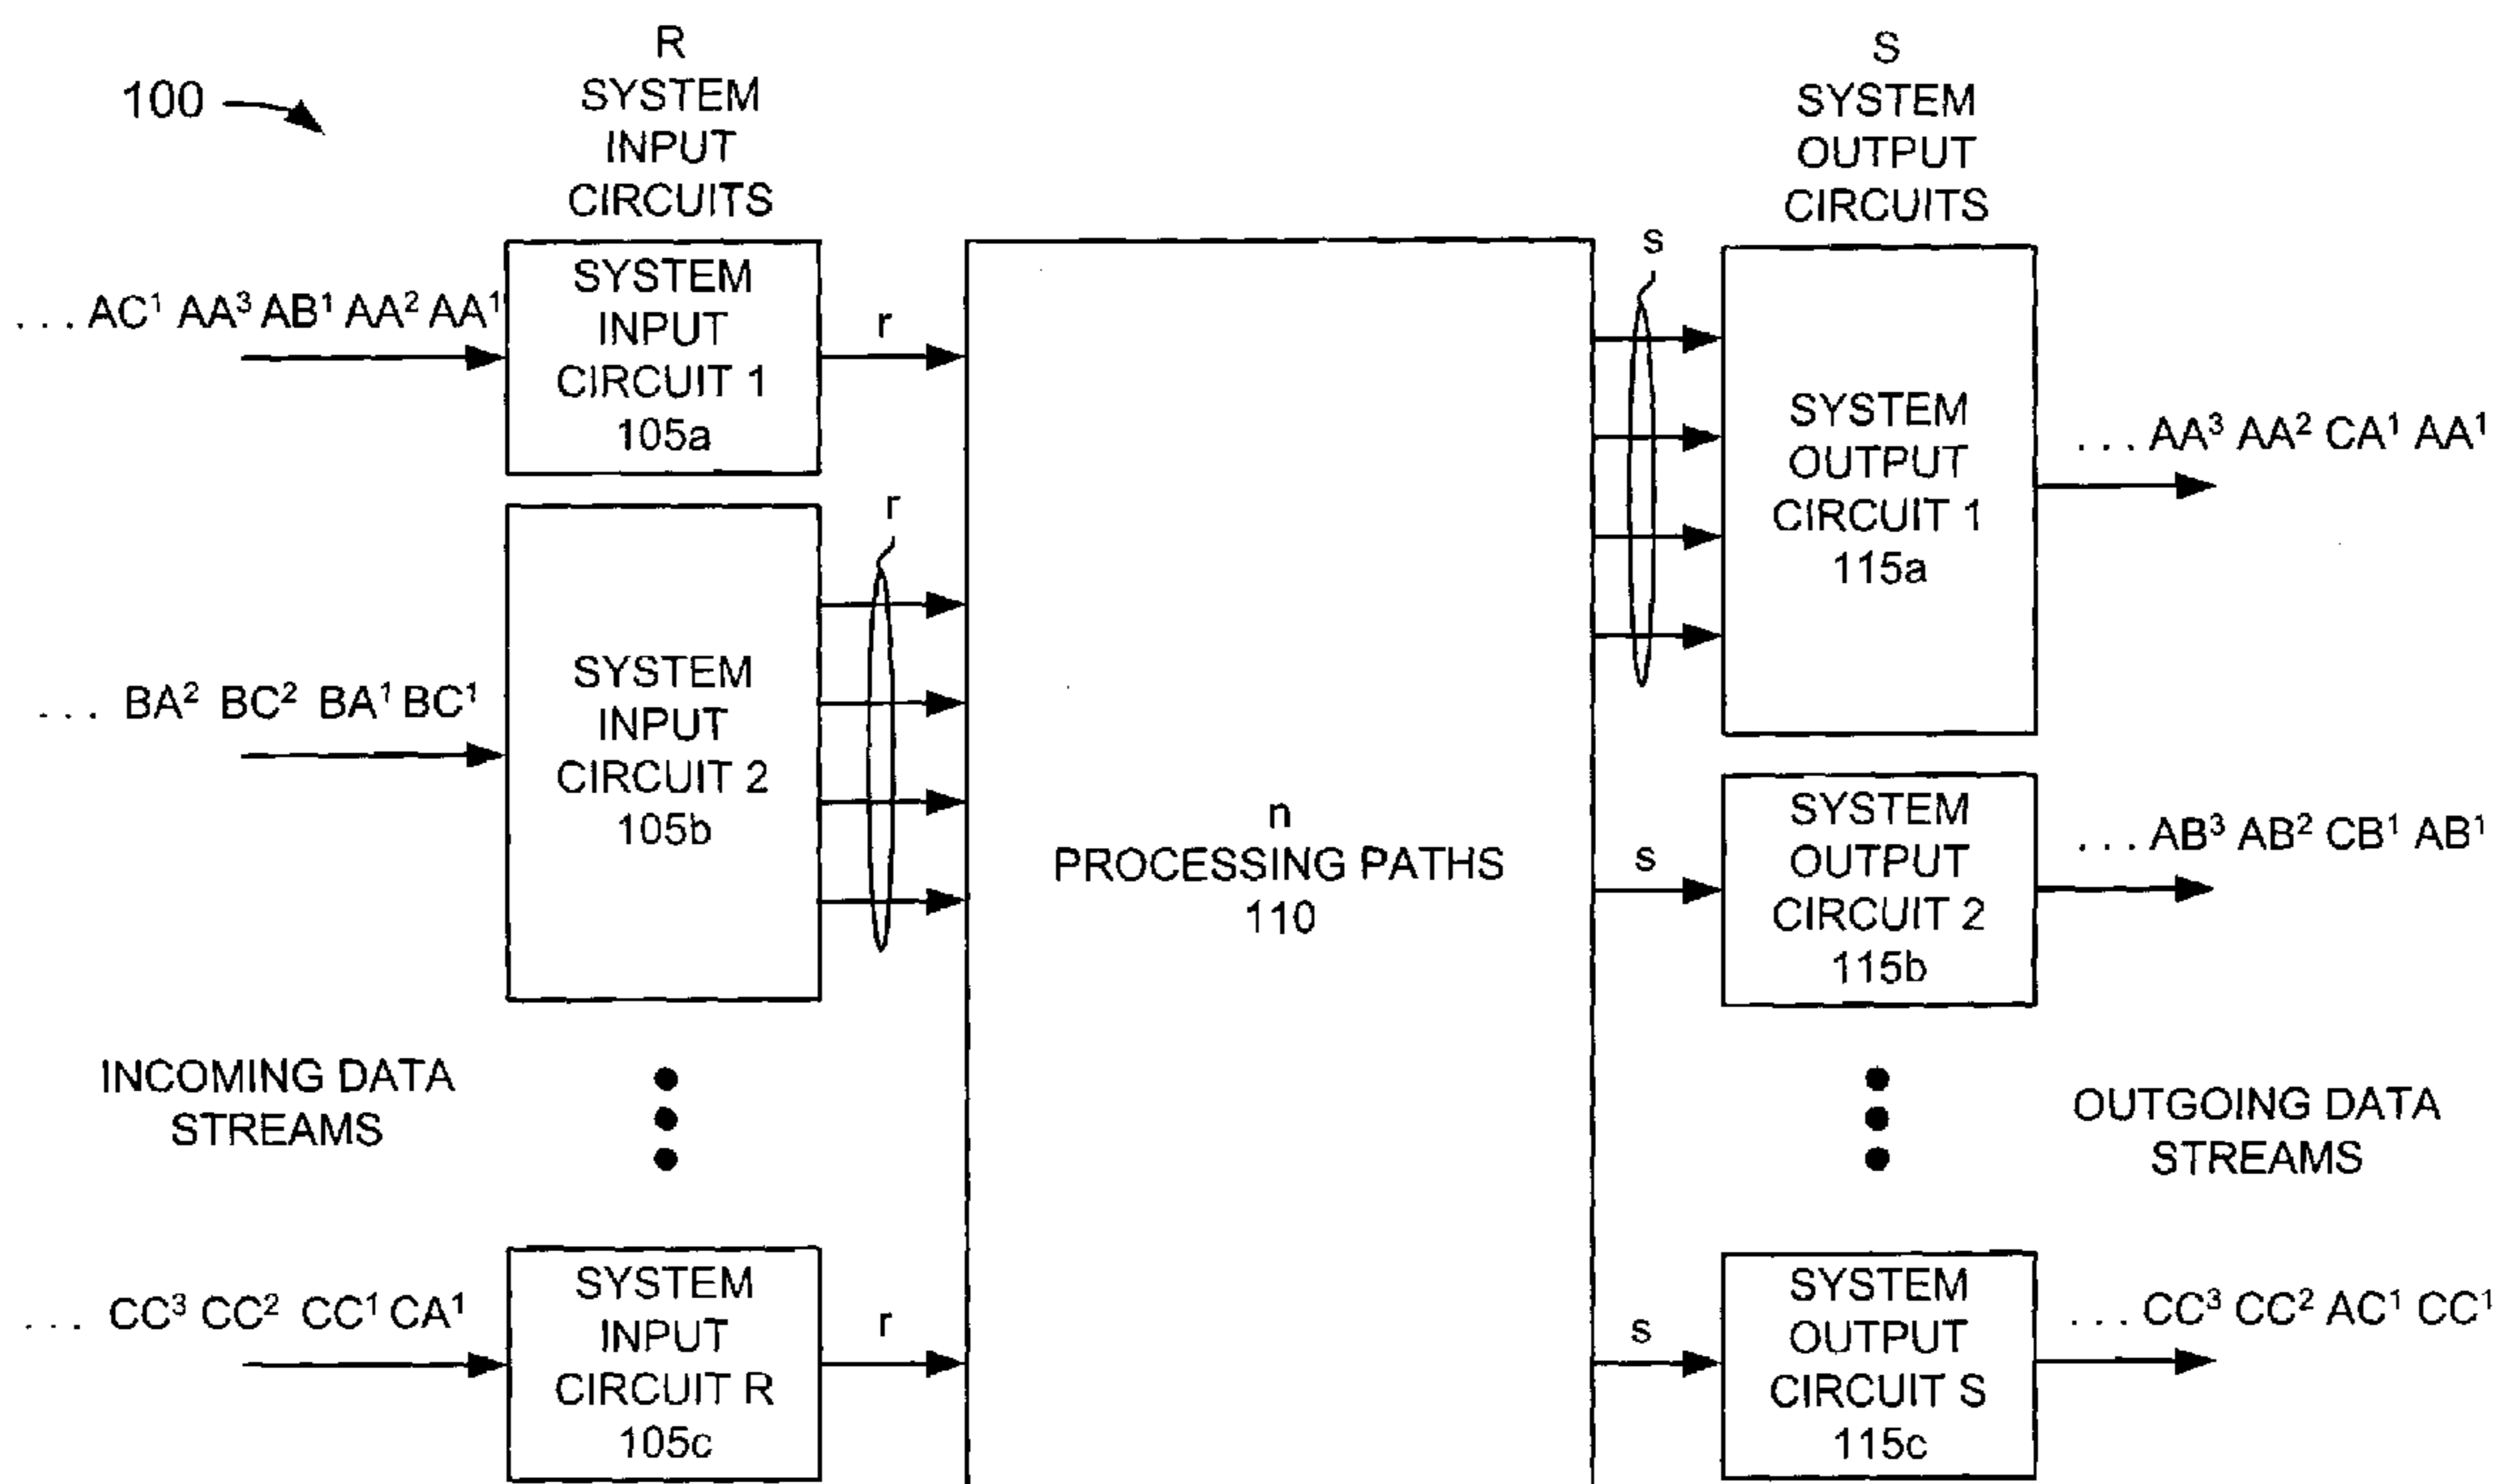 100
R
SYSTEM
INPUT
CIRCUITS
S
SYSTEM
OUTPUT
CIRCUITS
. . . AC¹ AA³ AB¹ AA² AA¹
SYSTEM
INPUT
CIRCUIT 1
105a
r
s
SYSTEM
OUTPUT
CIRCUIT 1
115a
. . . AA³ AA² CA¹ AA¹
. . . BA² BC² BA¹ BC¹
SYSTEM
INPUT
CIRCUIT 2
105b
r
n
PROCESSING PATHS
110
s
SYSTEM
OUTPUT
CIRCUIT 2
115b
. . . AB³ AB² CB¹ AB¹
INCOMING DATA
STREAMS
OUTGOING DATA
STREAMS
. . . CC³ CC² CC¹ CA¹
SYSTEM
INPUT
CIRCUIT R
105c
r
s
SYSTEM
OUTPUT
CIRCUIT S
115c
. . . CC³ CC² AC¹ CC¹